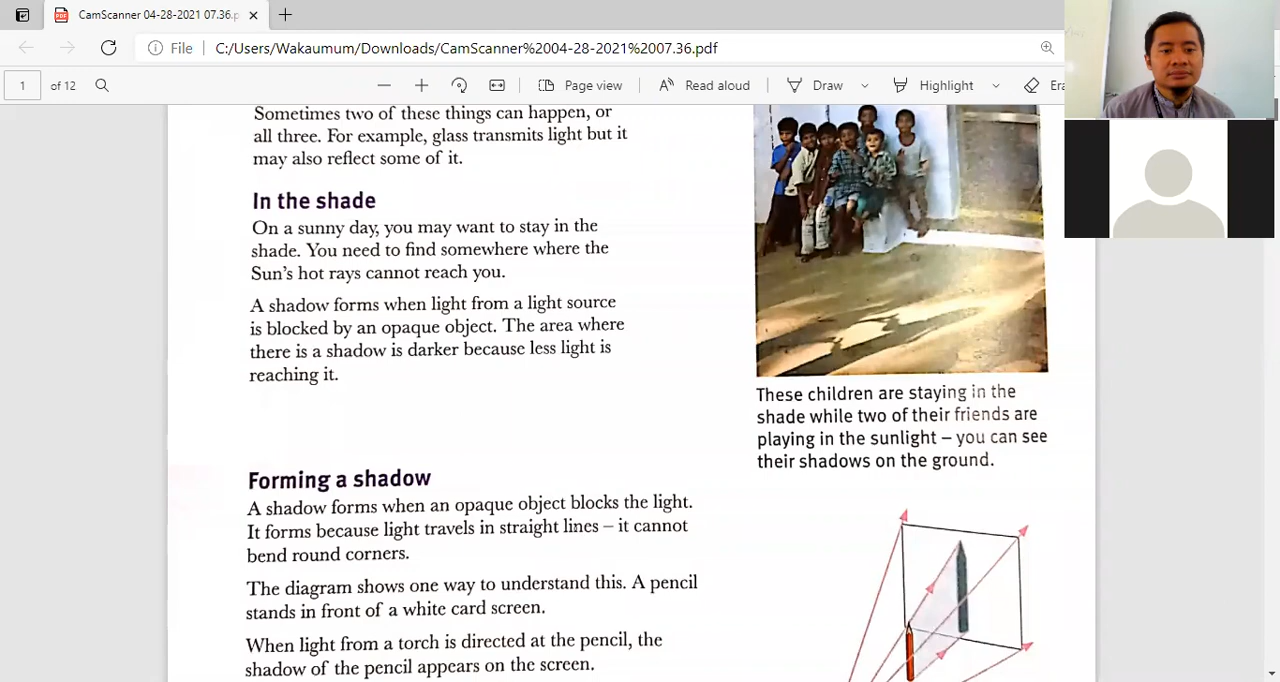 CamScanner 04-28-2021 07.36.p
File
C:/Users/Wakaumum/Downloads/CamScanner%2004-28-2021%2007.36.pdf
1
of 12
Page view
Read aloud
Draw
Highlight
Era
Sometimes two of these things can happen, or
all three. For example, glass transmits light but it
may also reflect some of it.
In the shade
On a sunny day, you may want to stay in the
shade. You need to find somewhere where the
Sun's hot rays cannot reach you.
A shadow forms when light from a light source
is blocked by an opaque object. The area where
there is a shadow is darker because less light is
reaching it.
These children are staying in the
shade while two of their friends are
playing in the sunlight – you can see
their shadows on the ground.
Forming a shadow
A shadow forms when an opaque object blocks the light.
It forms because light travels in straight lines – it cannot
bend round corners.
The diagram shows one way to understand this. A pencil
stands in front of a white card screen.
When light from a torch is directed at the pencil, the
shadow of the pencil appears on the screen.